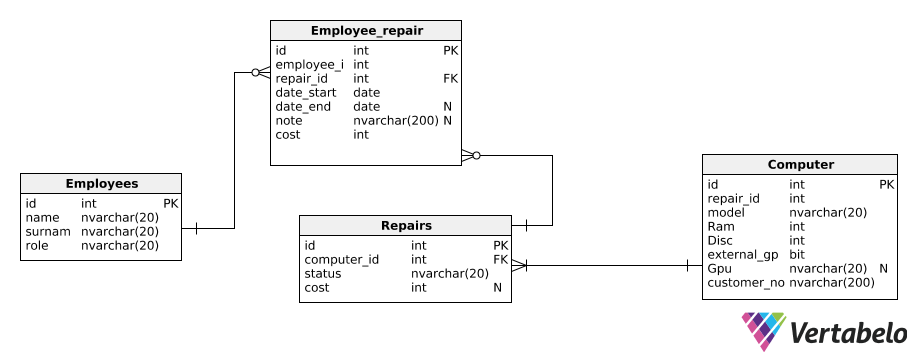 Employee_repair
id int PK
employee_i int
repair_id int FK
date_start date
date_end date N
note nvarchar(200) N
cost int
Employees
id int PK
name nvarchar(20)
surnam nvarchar(20)
role nvarchar(20)
Repairs
id int PK
computer_id int FK
status nvarchar(20)
cost int N
Computer
id int PK
repair_id int
model nvarchar(20)
Ram int
Disc int
external_gp bit
Gpu nvarchar(20) N
customer_no nvarchar(200)
Vertabelo